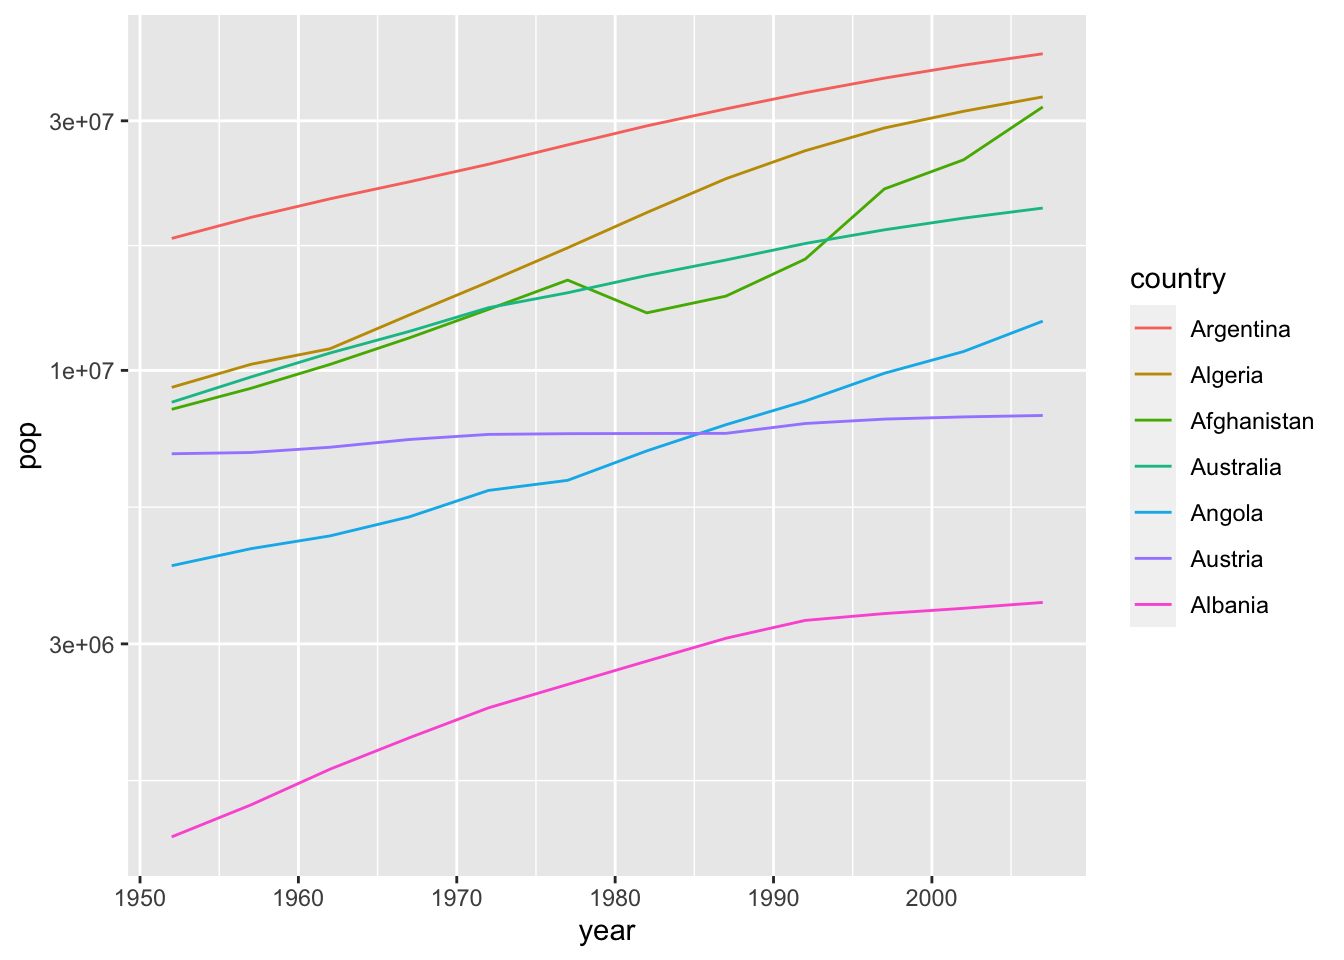 pop
3e+07
1e+07
3e+06
1950 1960 1970 1980 1990 2000
year
country
Argentina
Algeria
Afghanistan
Australia
Angola
Austria
Albania